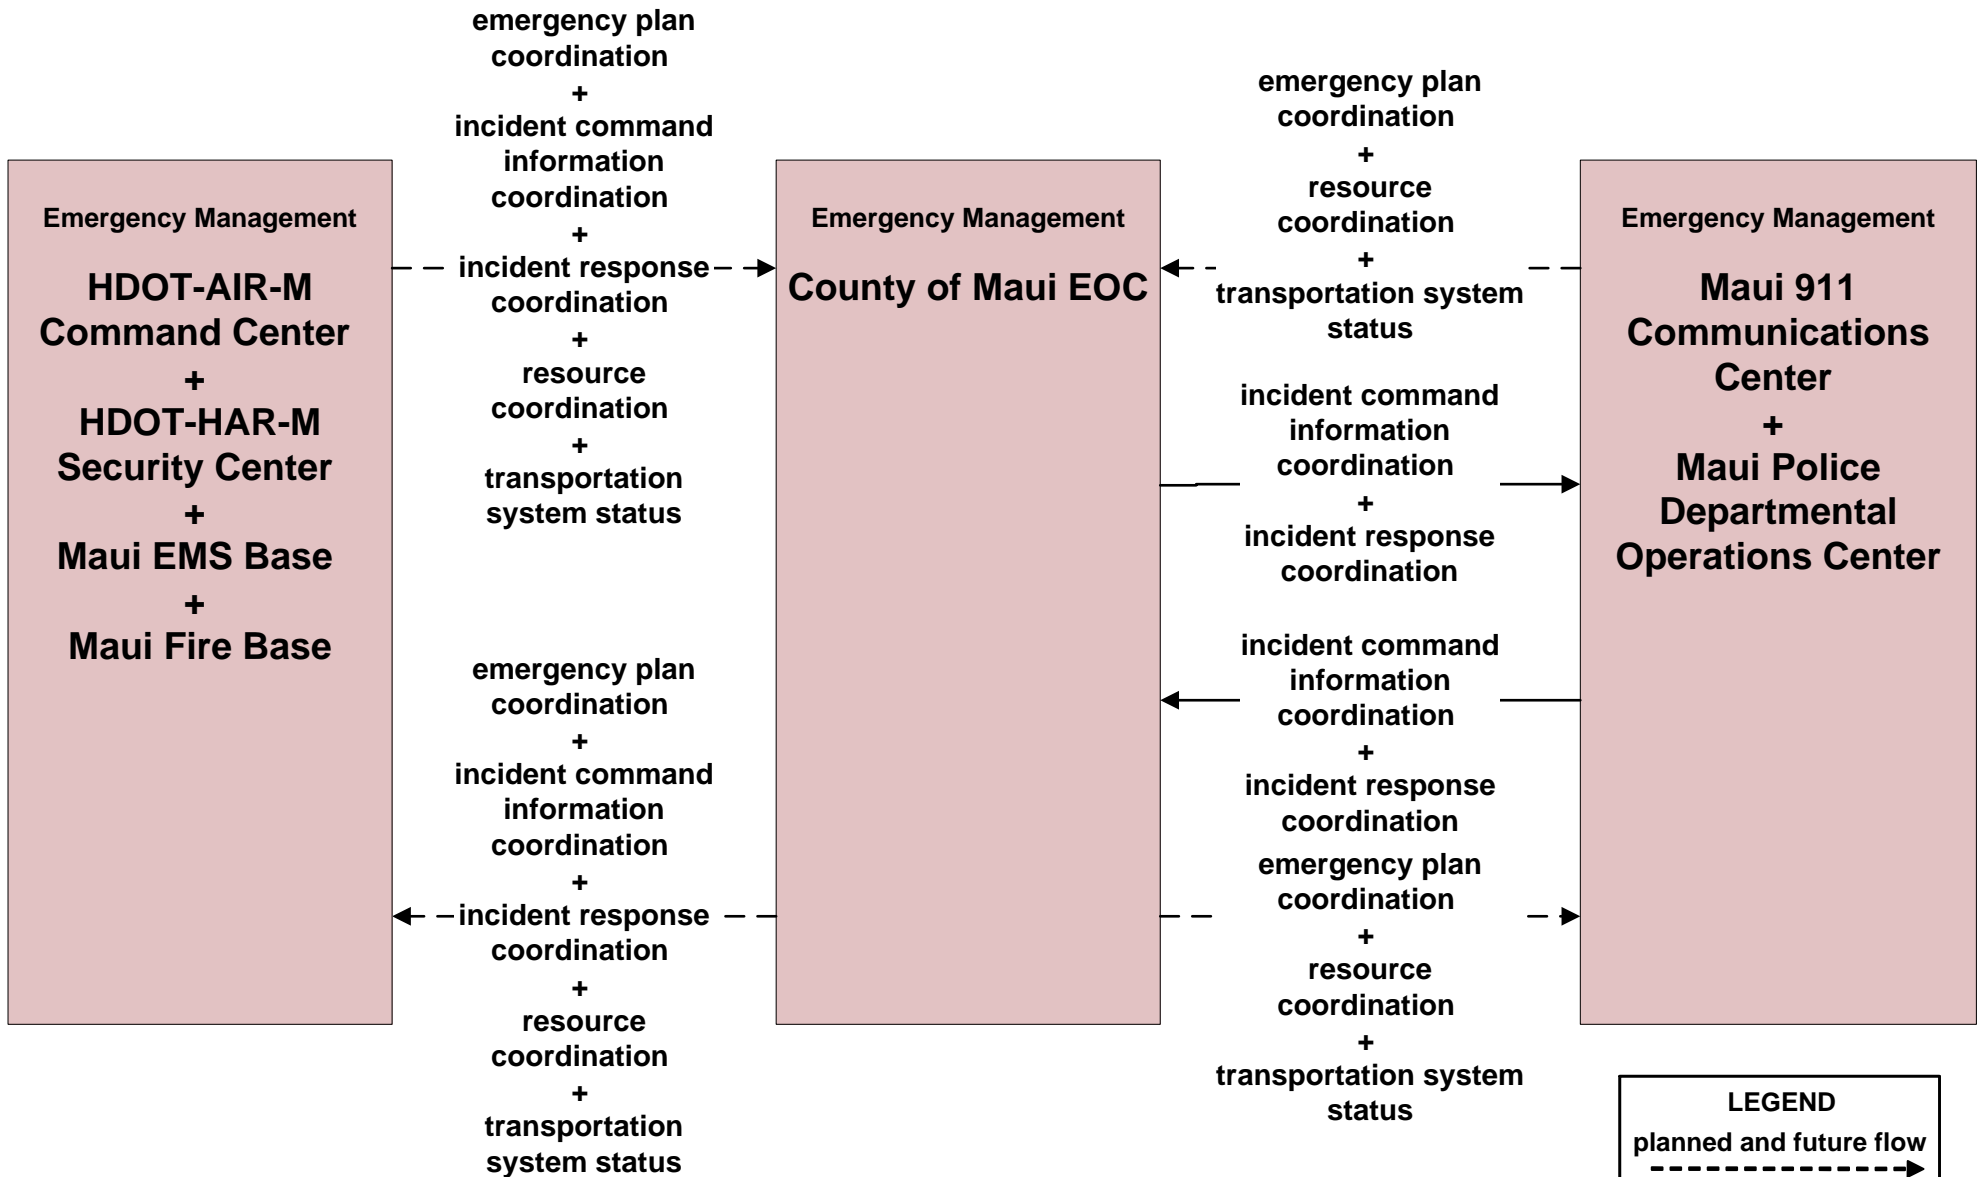 emergency plan
coordination
+
incident command
information
coordination
+
incident response
coordination
+
resource
coordination
+
transportation
system status
emergency plan
coordination
+
resource
coordination
+
transportation system
status
Emergency Management
HDOT-AIR-M
Command Center
+
HDOT-HAR-M
Security Center
+
Maui EMS Base
+
Maui Fire Base
Emergency Management
County of Maui EOC
Emergency Management
Maui 911
Communications
Center
+
Maui Police
Departmental
Operations Center
incident command
information
coordination
+
incident response
coordination
incident command
information
coordination
+
incident response
coordination
emergency plan
coordination
+
incident command
information
coordination
+
incident response
coordination
+
resource
coordination
+
transportation
system status
emergency plan
coordination
+
resource
coordination
+
transportation system
status
LEGEND
planned and future flow